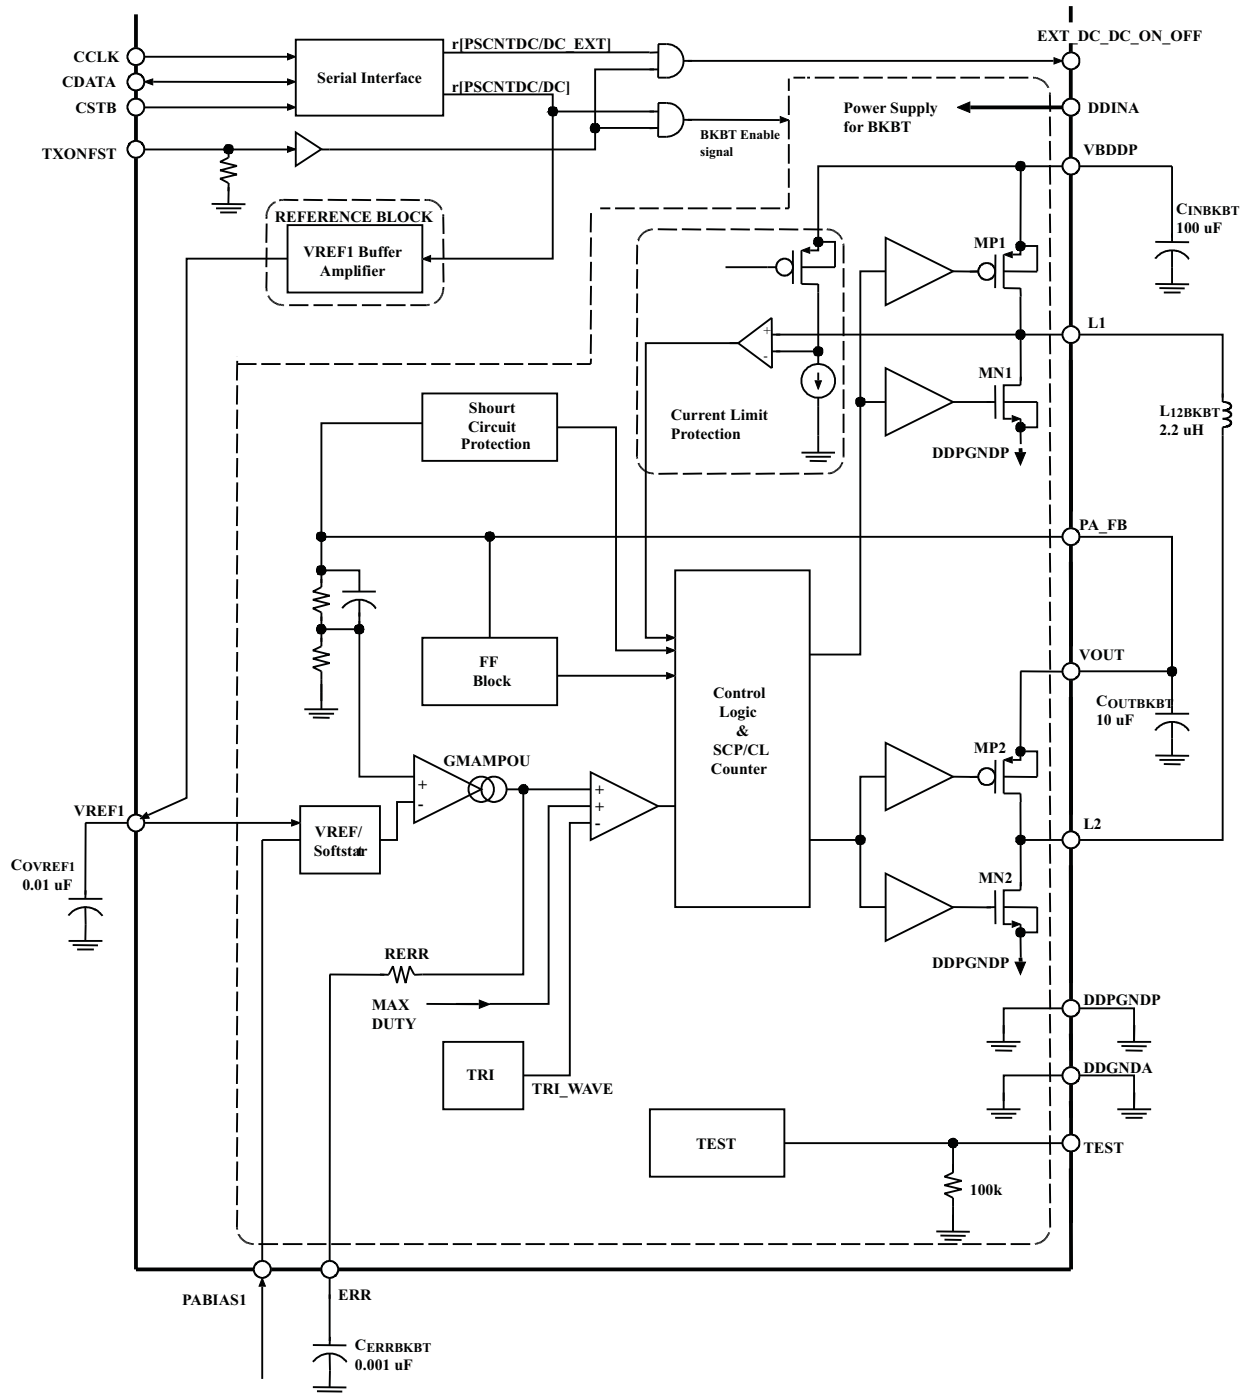 EXT_DC_DC_ON_OFF
CCLK
CDATA
CSTB
TXONFST
Serial Interface
r[PSCNTDC/DC_EXT]
r[PSCNTDC/DC]
BKBT Enable
signal
Power Supply
for BKBT
DDINA
VBDDP
CINBKBT
100 uF
REFERENCE BLOCK
VREF1 Buffer
Amplifier
MP1
L1
+
-
MN1
DDPGNDP
L12BKBT
2.2 uH
Current Limit
Protection
Shourt
Circuit
Protection
PA_FB
FF
Block
Control
Logic
&
SCP/CL
Counter
VOUT
COUTBKBT
10 uF
MP2
GMAMPOU
+
-
+
+
-
VREF1
VREF/
Softstatr
COVREF1
0.01 uF
L2
MN2
DDPGNDP
RERR
MAX
DUTY
TRI
TRI_WAVE
DDPGNDP
DDGNDA
TEST
TEST
100k
PABIAS1
ERR
CERRBKBT
0.001 uF